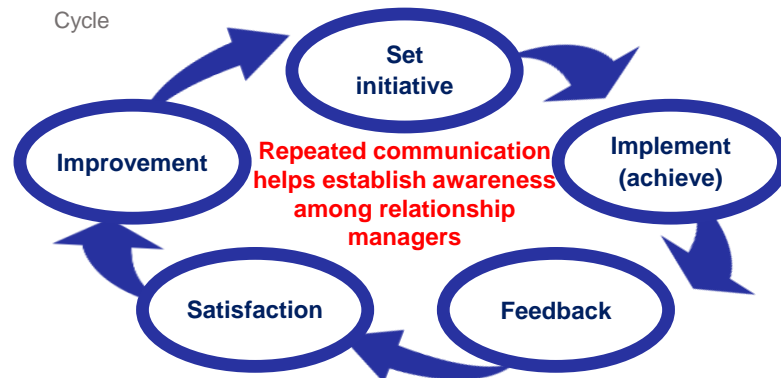 Cycle
Set
initiative
Implement
(achieve)
Feedback
Satisfaction
Improvement
Repeated communication
helps establish awareness
among relationship
managers